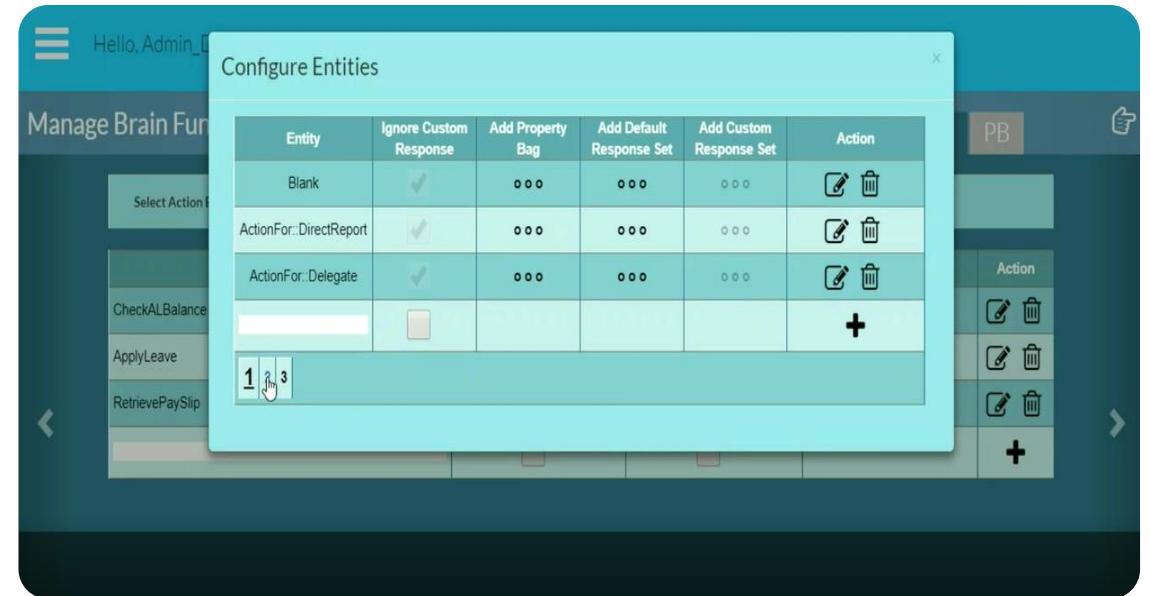 Hello, Admin_
Configure Entities
x
Manage Brain Fun
PB
Entity
Ignore Custom
Response
Add Property
Bag
Add Default
Response Set
Add Custom
Response Set
Action
Blank
Select Action
ActionFor::DirectReport
ActionFor::Delegate
Action
CheckALBalance
ApplyLeave
RetrievePaySlip
1 2 3